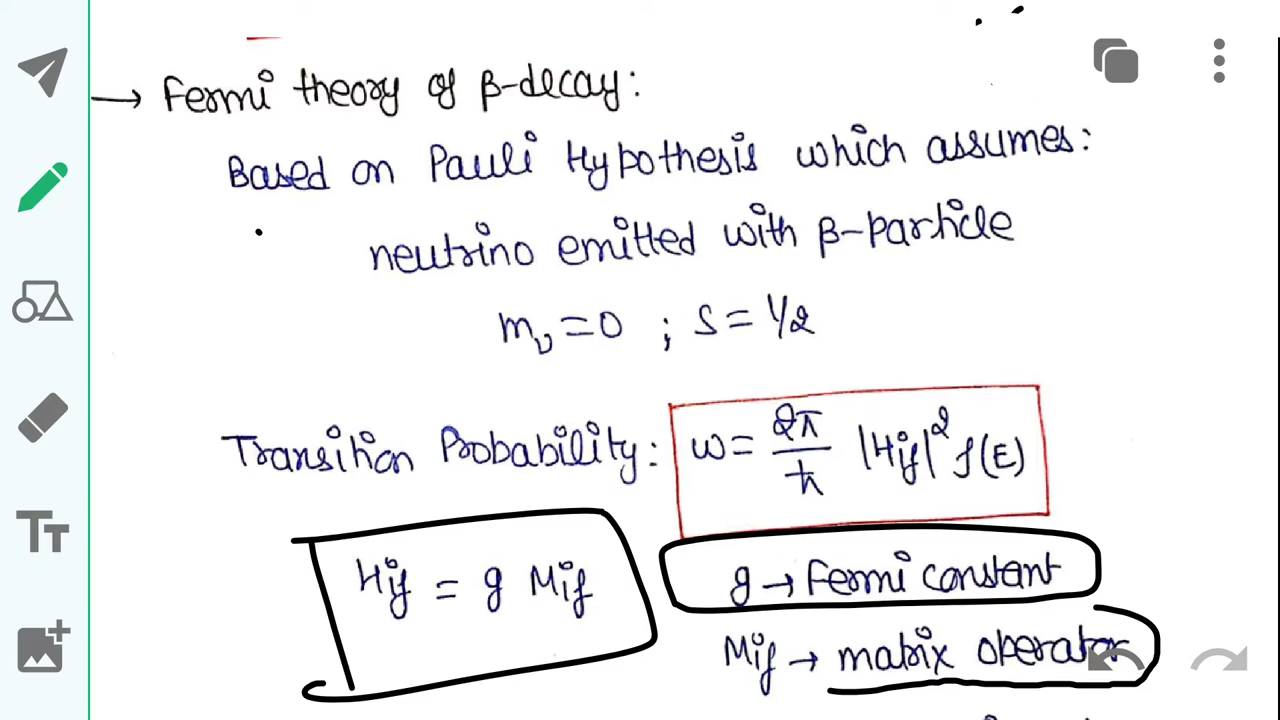 → Fermi theory of β-decay:
Based on Pauli Hypothesis which assumes:
neutrino emitted with β-particle
mν = 0 ; S = 1/2
Transition Probability: ω = 2π/ħ |Hif|² f(E)
Hif = g Mif
g → Fermi constant
Mif → matrix operator
TT